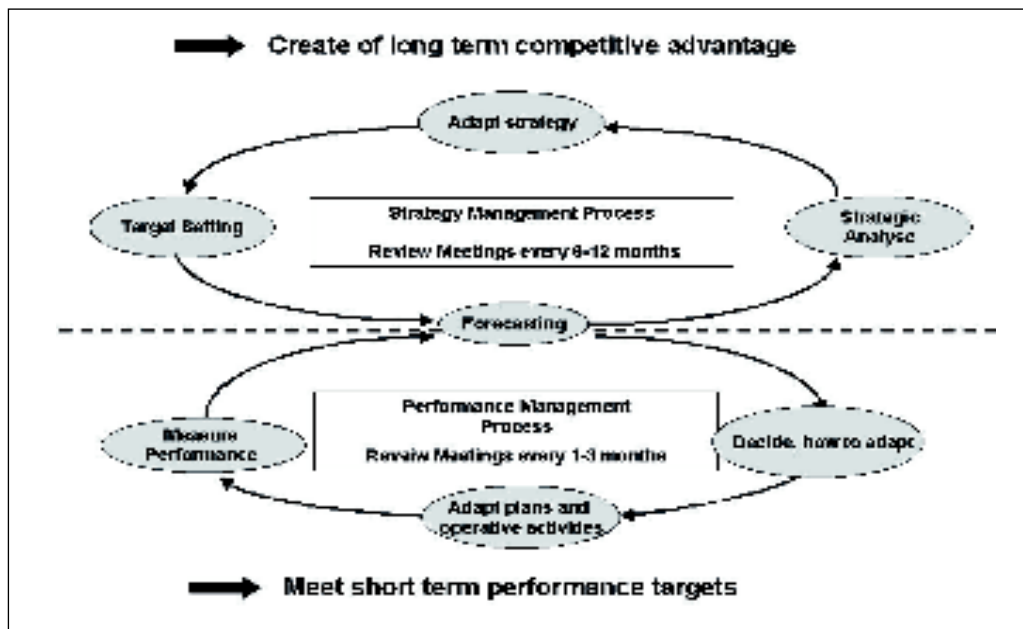 Create of long term competitive advantage
Adapt strategy
Target Setting
Strategy Management Process
Review Meetings every 6-12 months
Strategic
Analyse
Forecasting
Measure
Performance
Performance Management
Process
Reveiw Meetings every 1-3 months
Decide, how to adapt
Adapt plans and
operative activides
Meet short term performance targets